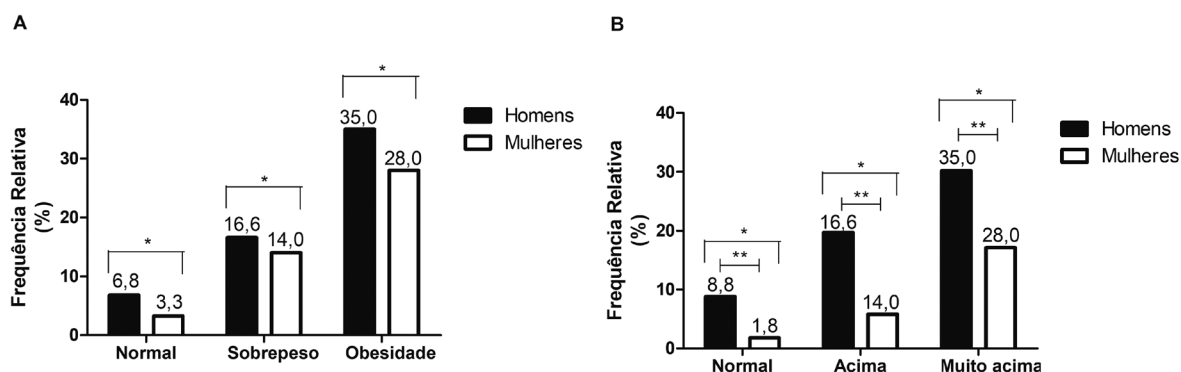 A
Frequência Relativa
(%)
40
30
20
10
0
*
6,8
3,3
*
16,6
14,0
*
35,0
28,0
Normal
Sobrepeso
Obesidade
Homens
Mulheres
B
Frequência Relativa
(%)
40
30
20
10
0
*
**
8,8
1,8
*
**
16,6
14,0
*
**
35,0
28,0
Normal
Acima
Muito acima
Homens
Mulheres